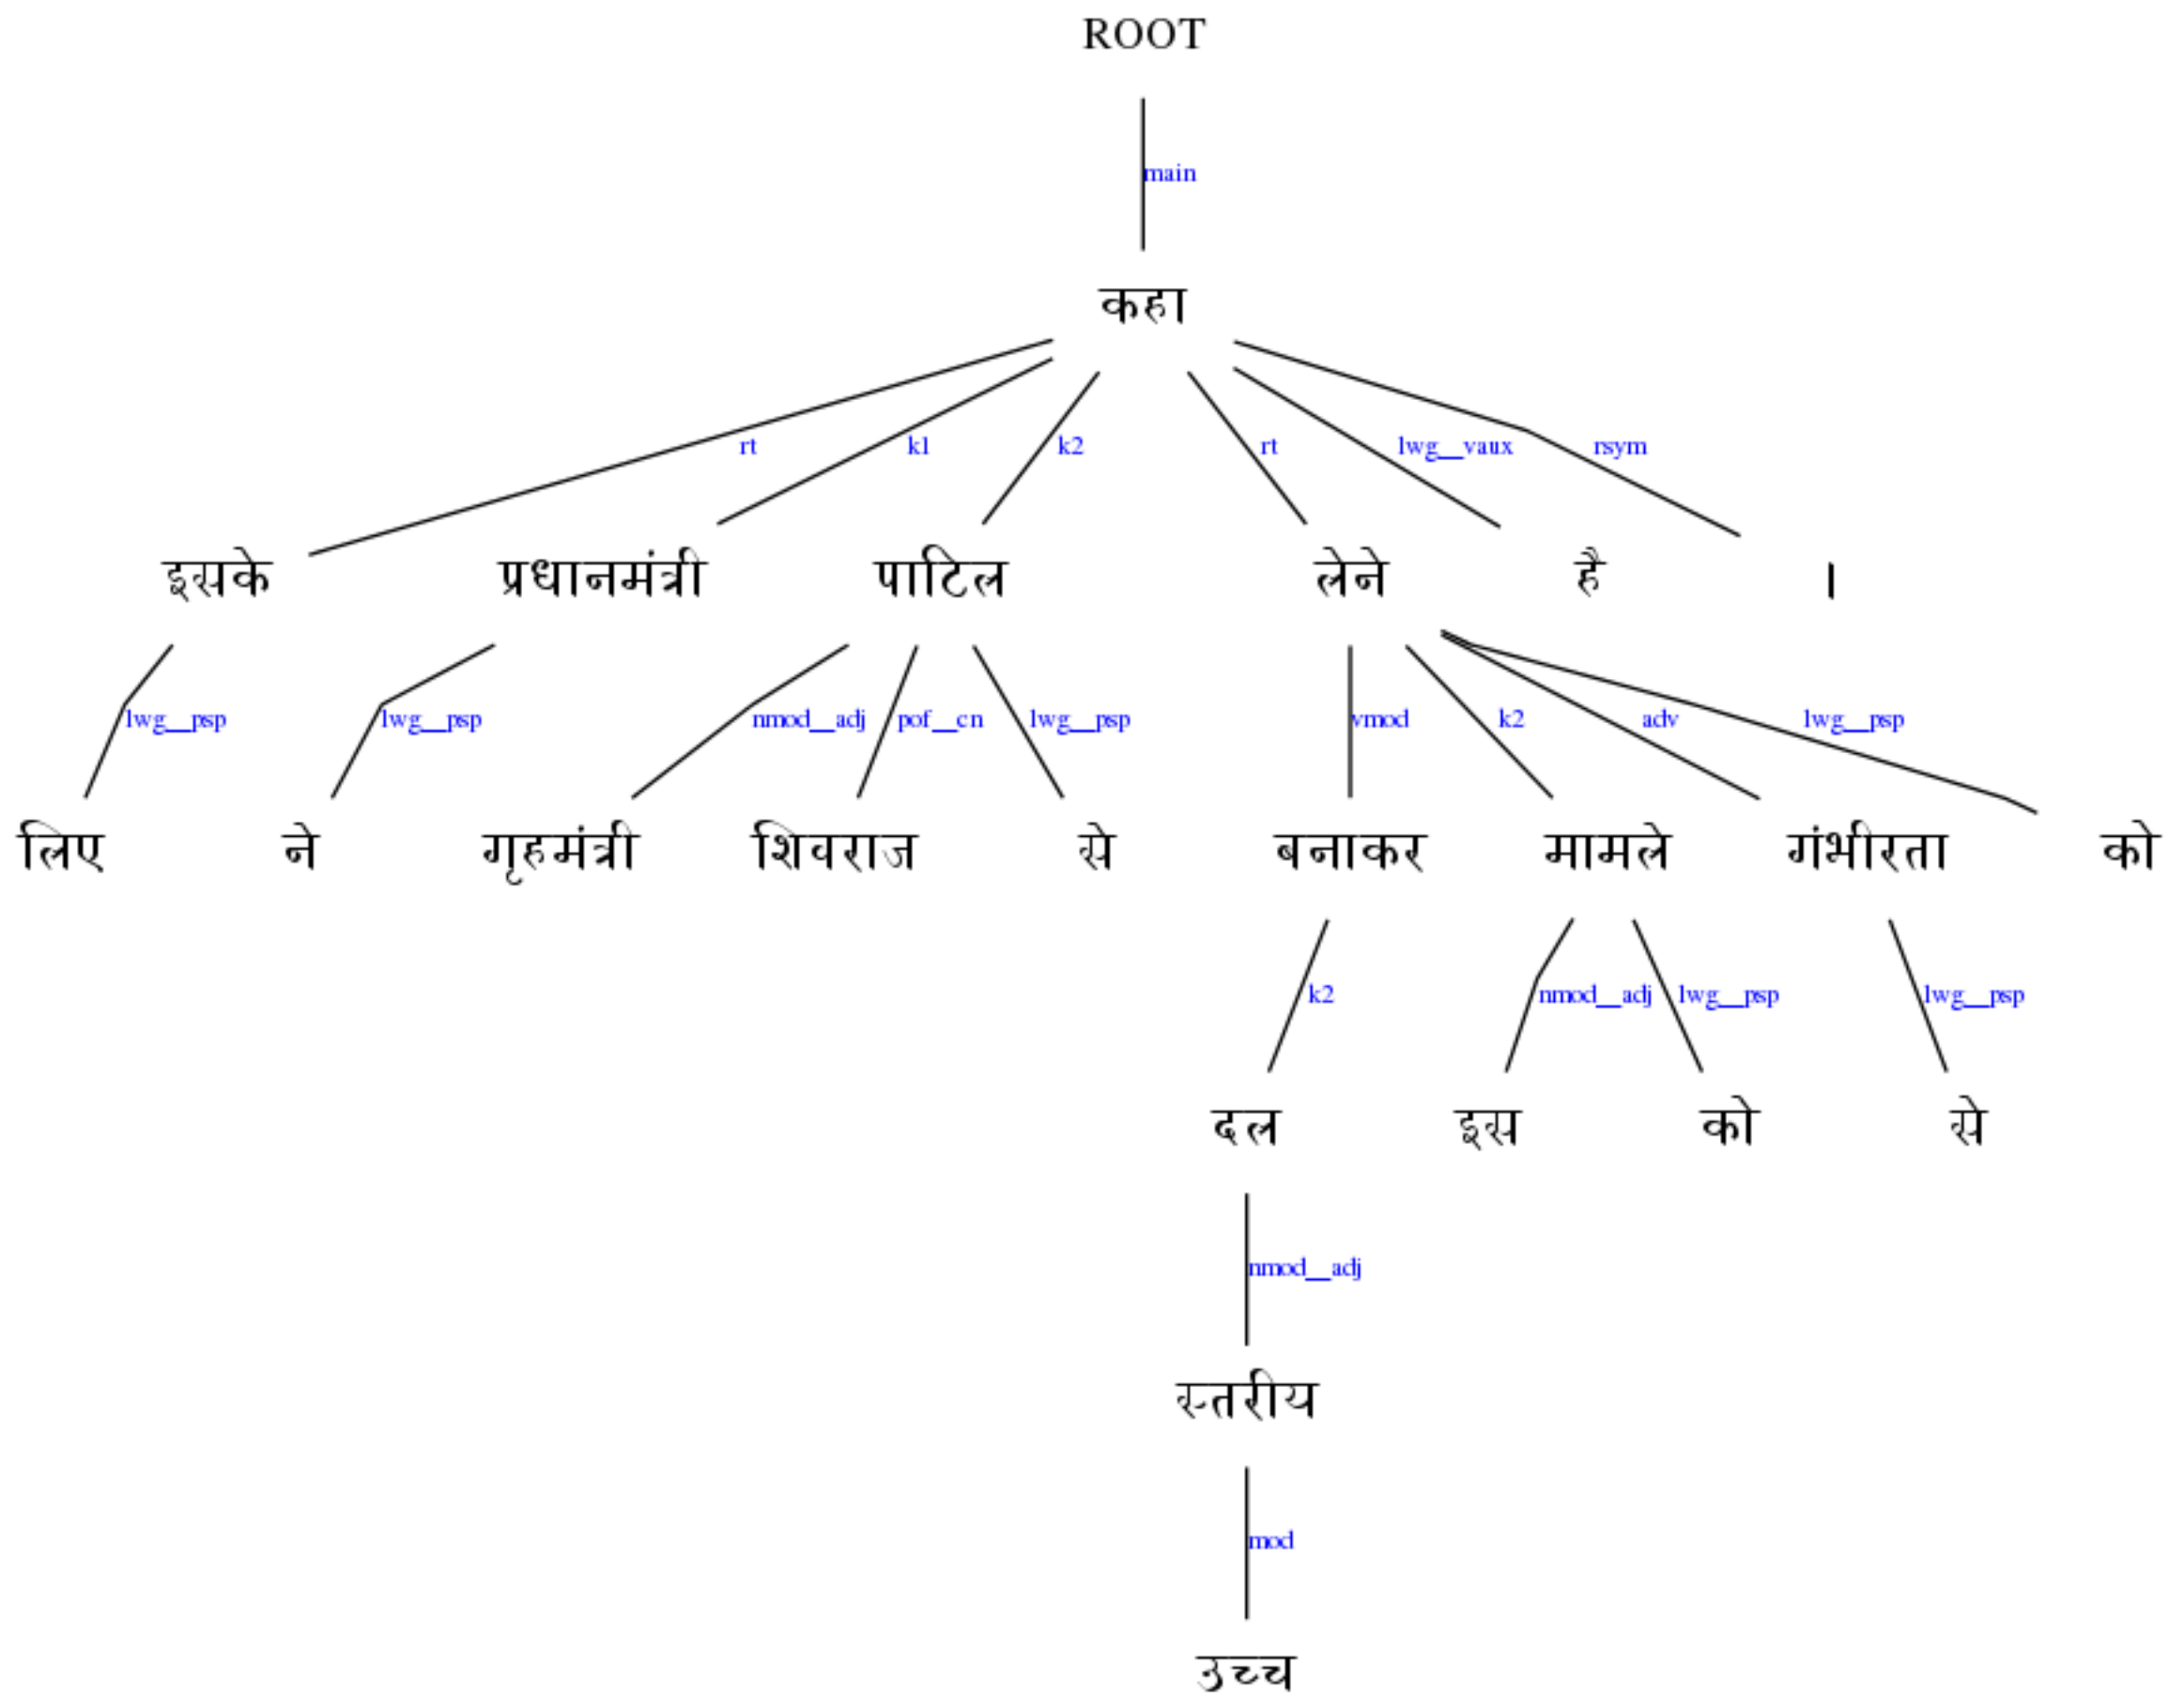 ROOT
main
कहा
rt k1 k2 rt lwg__vaux rsym
इसके प्रधानमंत्री पाटिल लेने है ।
lwg__psp lwg__psp nmod__adj pof__cn lwg__psp vmod k2 adv lwg__psp
लिए ने गृहमंत्री शिवराज से बनाकर मामले गंभीरता को
k2 nmod__adj lwg__psp lwg__psp
दल इस को से
nmod__adj
स्तरीय
mod
उच्च